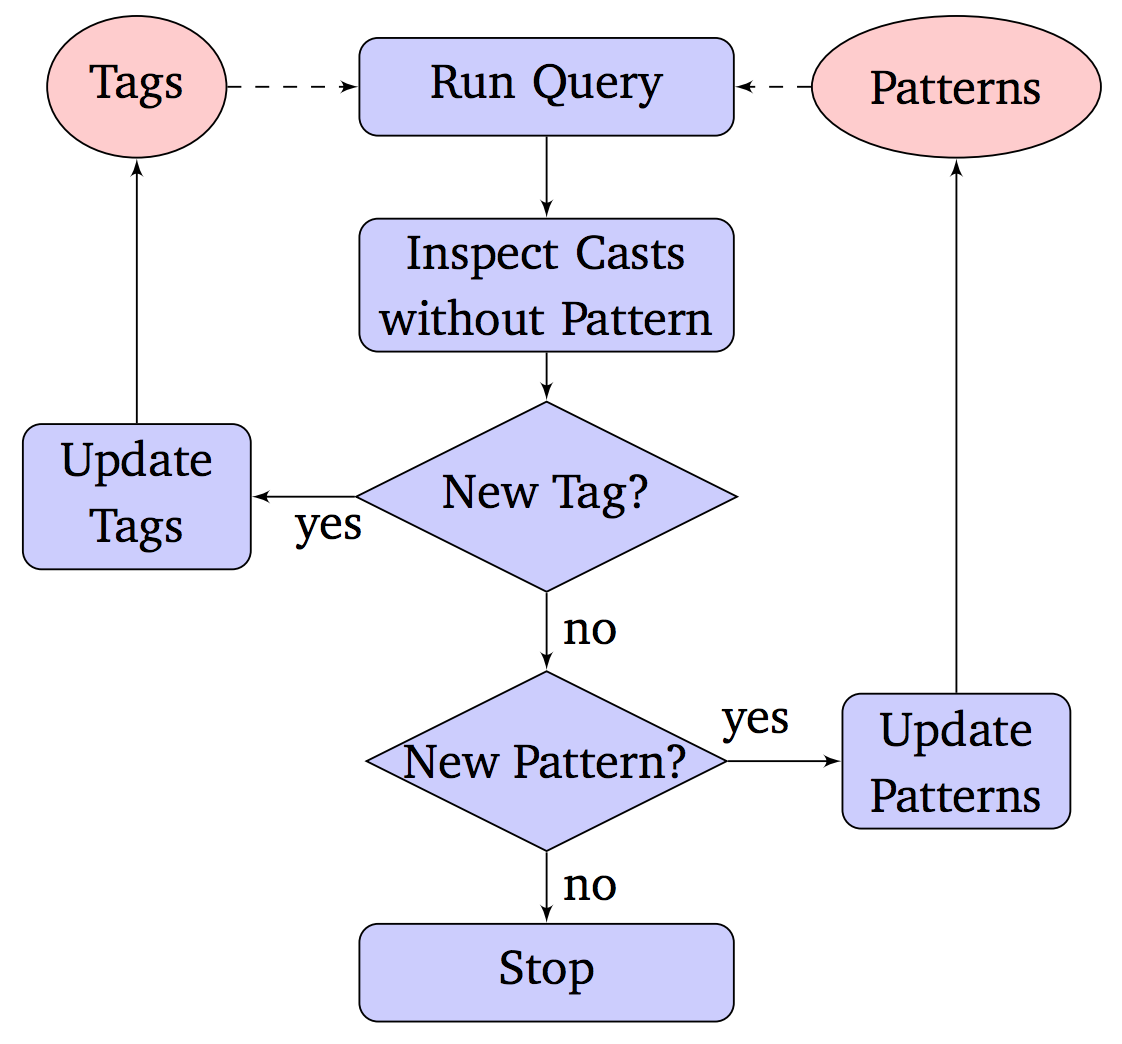 Tags
Run Query
Patterns
Inspect Casts
without Pattern
New Tag?
Update
Tags
yes
no
New Pattern?
yes
Update
Patterns
no
Stop